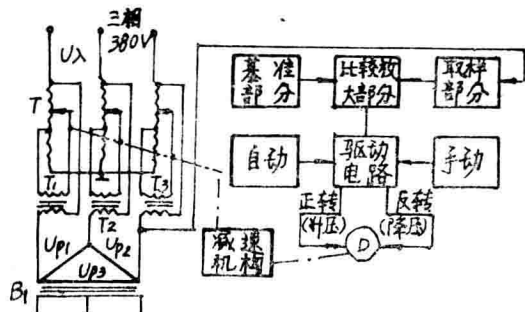 三相
380V
U入
T
T1
T2
T3
Up1
Up2
Up3
B1
基准
部分
比较放
大部分
取样
部分
自动
驱动
电路
手动
正转
(升压)
反转
(降压)
减速
机构
D